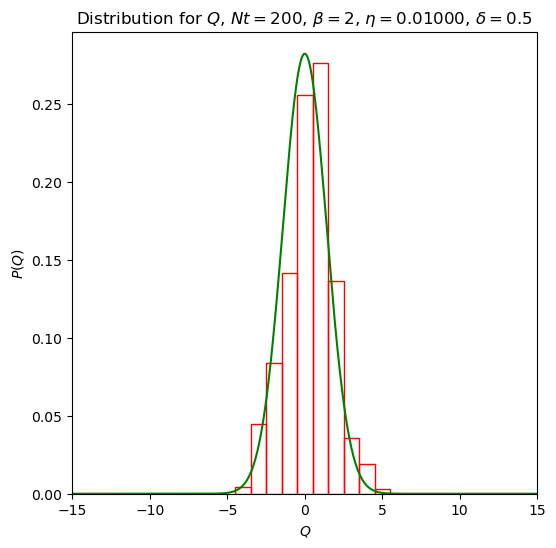 Distribution for Q, Nt = 200, β = 2, η = 0.01000, δ = 0.5
P(Q)
0.25
0.20
0.15
0.10
0.05
0.00
−15 −10 −5 0 5 10 15
Q